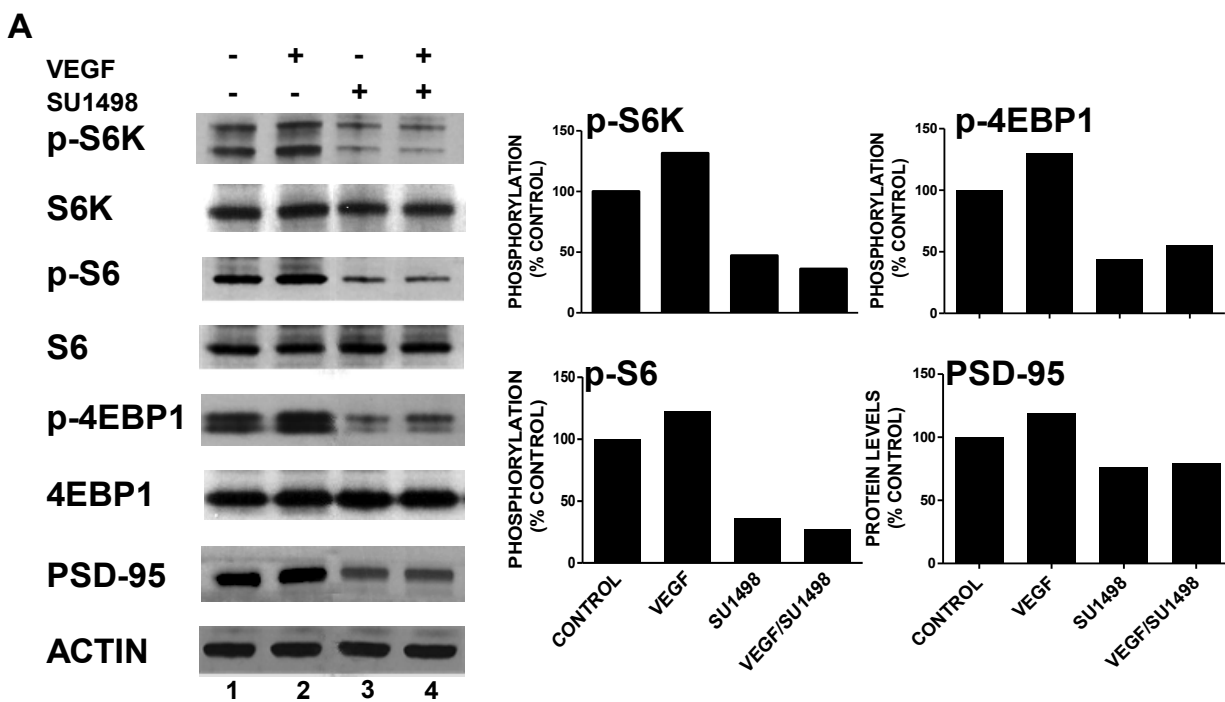 A
VEGF - + - +
SU1498 - - + +
p-S6K
S6K
p-S6
S6
p-4EBP1
4EBP1
PSD-95
ACTIN
1 2 3 4
p-S6K
PHOSPHORYLATION
(% CONTROL)
150
100
50
0
p-4EBP1
PHOSPHORYLATION
(% CONTROL)
150
100
50
0
p-S6
PHOSPHORYLATION
(% CONTROL)
150
100
50
0
CONTROL
VEGF
SU1498
VEGF/SU1498
PSD-95
PROTEIN LEVELS
(% CONTROL)
150
100
50
0
CONTROL
VEGF
SU1498
VEGF/SU1498